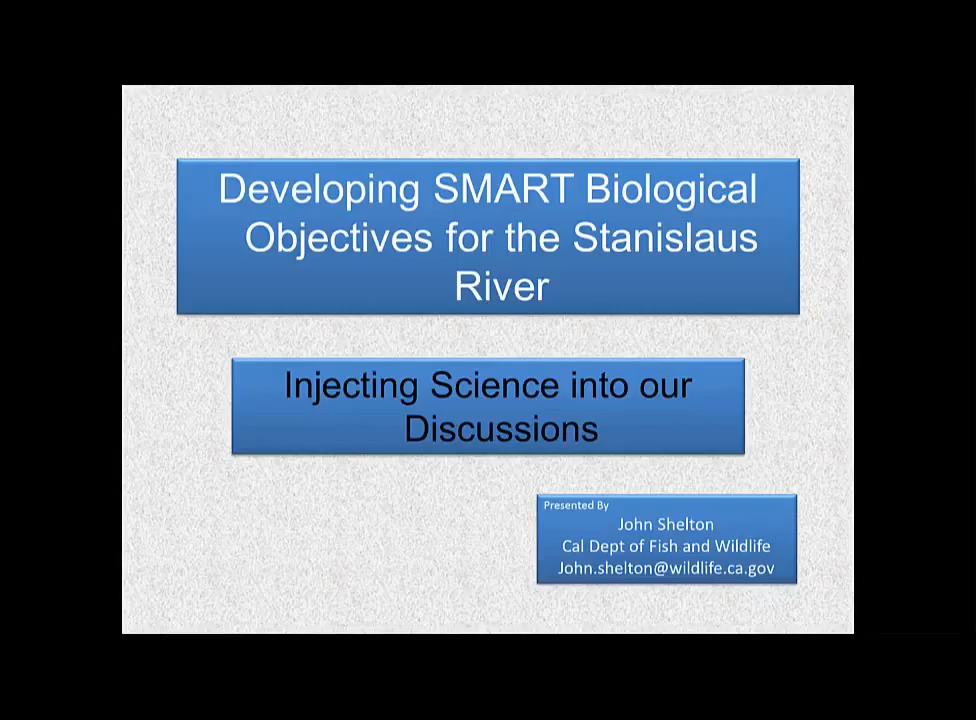 Developing SMART Biological
Objectives for the Stanislaus
River
Injecting Science into our
Discussions
Presented By
John Shelton
Cal Dept of Fish and Wildlife
John.shelton@wildlife.ca.gov